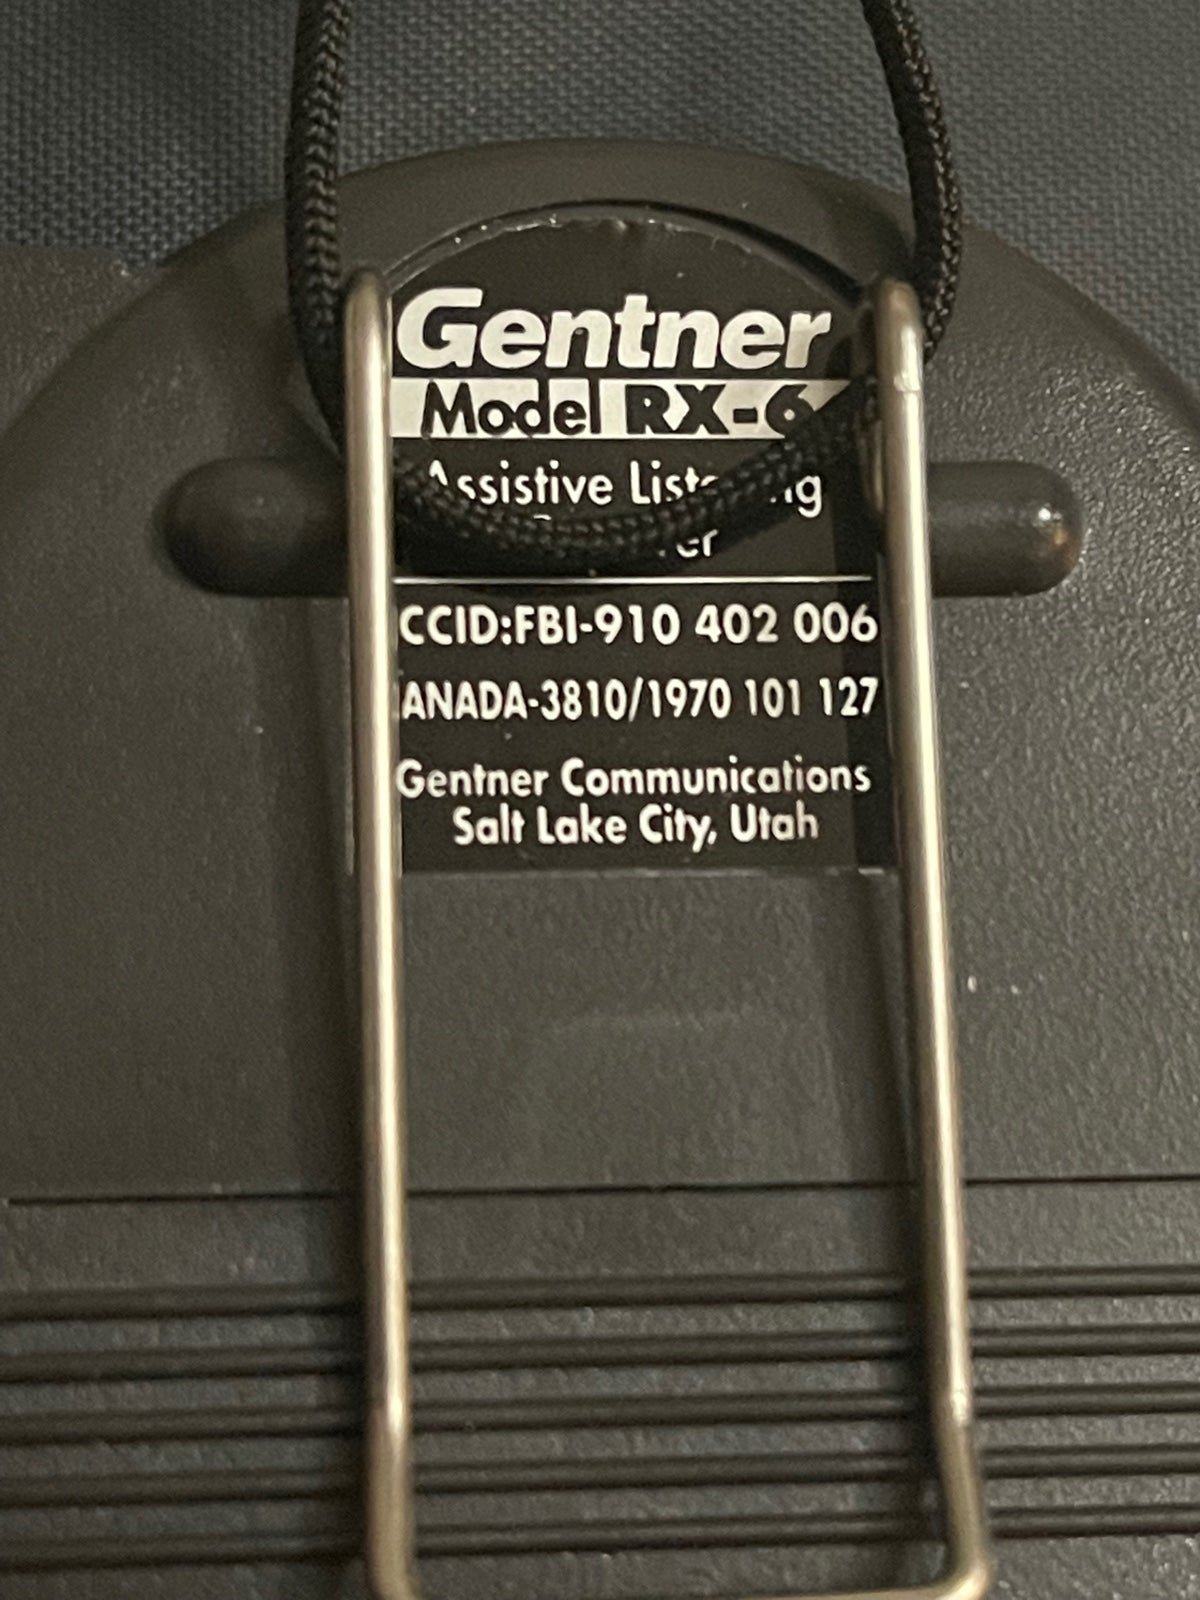 Gentner
Model RX-6
Assistive Listening
CCID:FBI-910 402 006
ANADA-3810/1970 101 127
Gentner Communications
Salt Lake City, Utah